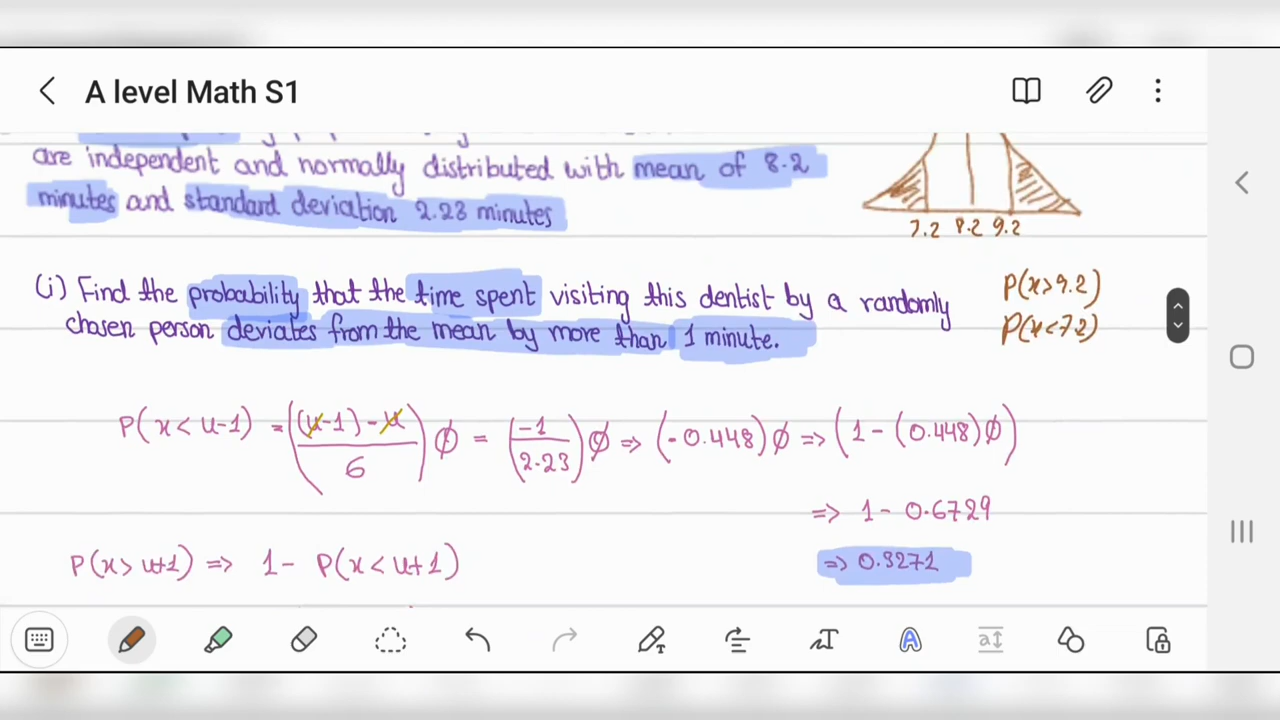 A level Math S1
are independent and normally distributed with mean of 8.2
minutes and standard deviation 2.23 minutes
7.2 8.2 9.2
(i) Find the probability that the time spent visiting this dentist by a randomly
chosen person deviates from the mean by more than 1 minute.
P(x>9.2)
P(x<7.2)
P(x<u-1) = ((u-1)-u / 6) ∅ = (-1 / 2.23) ∅ => (-0.448) ∅ => (1-(0.448) ∅)
=> 1- 0.6729
=> 0.3271
P(x>u+1) => 1- P(x<u+1)